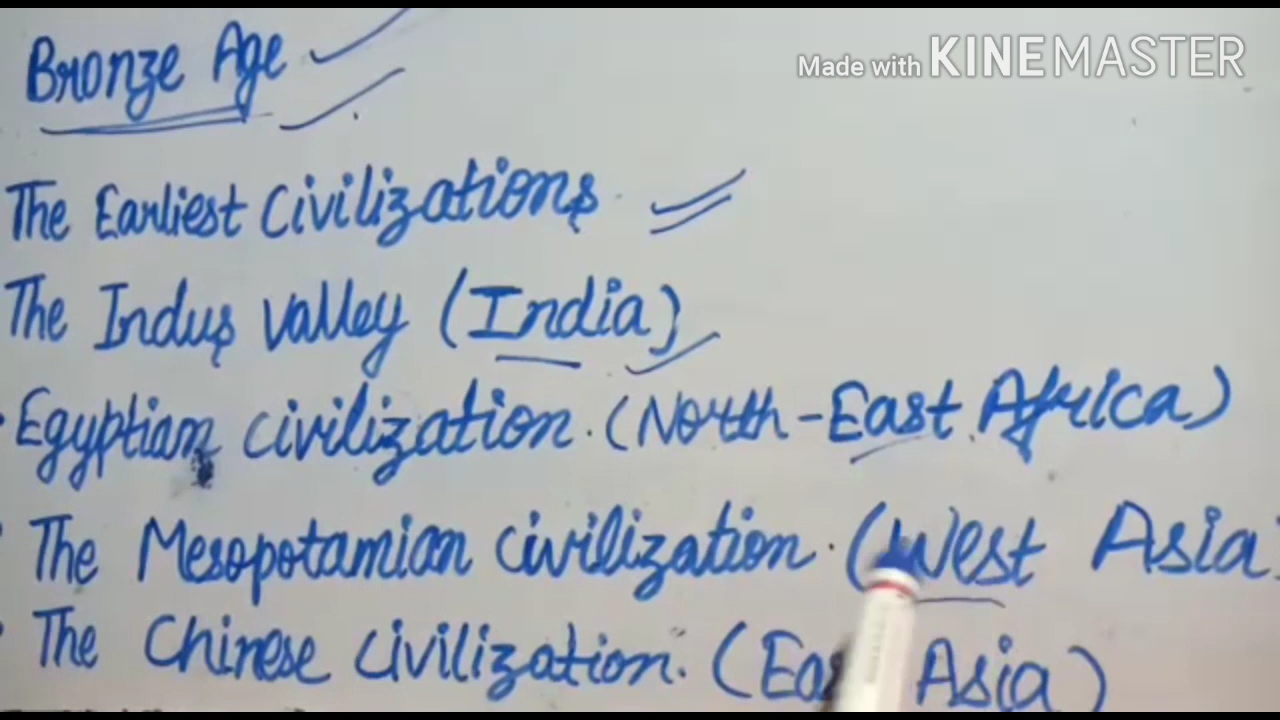 Made with KINEMASTER
Bronze Age
The Earliest Civilizations
The Indus Valley (India)
Egyptian Civilization. (North-East Africa)
The Mesopotamian Civilization. (West Asia)
The Chinese Civilization. (East Asia)